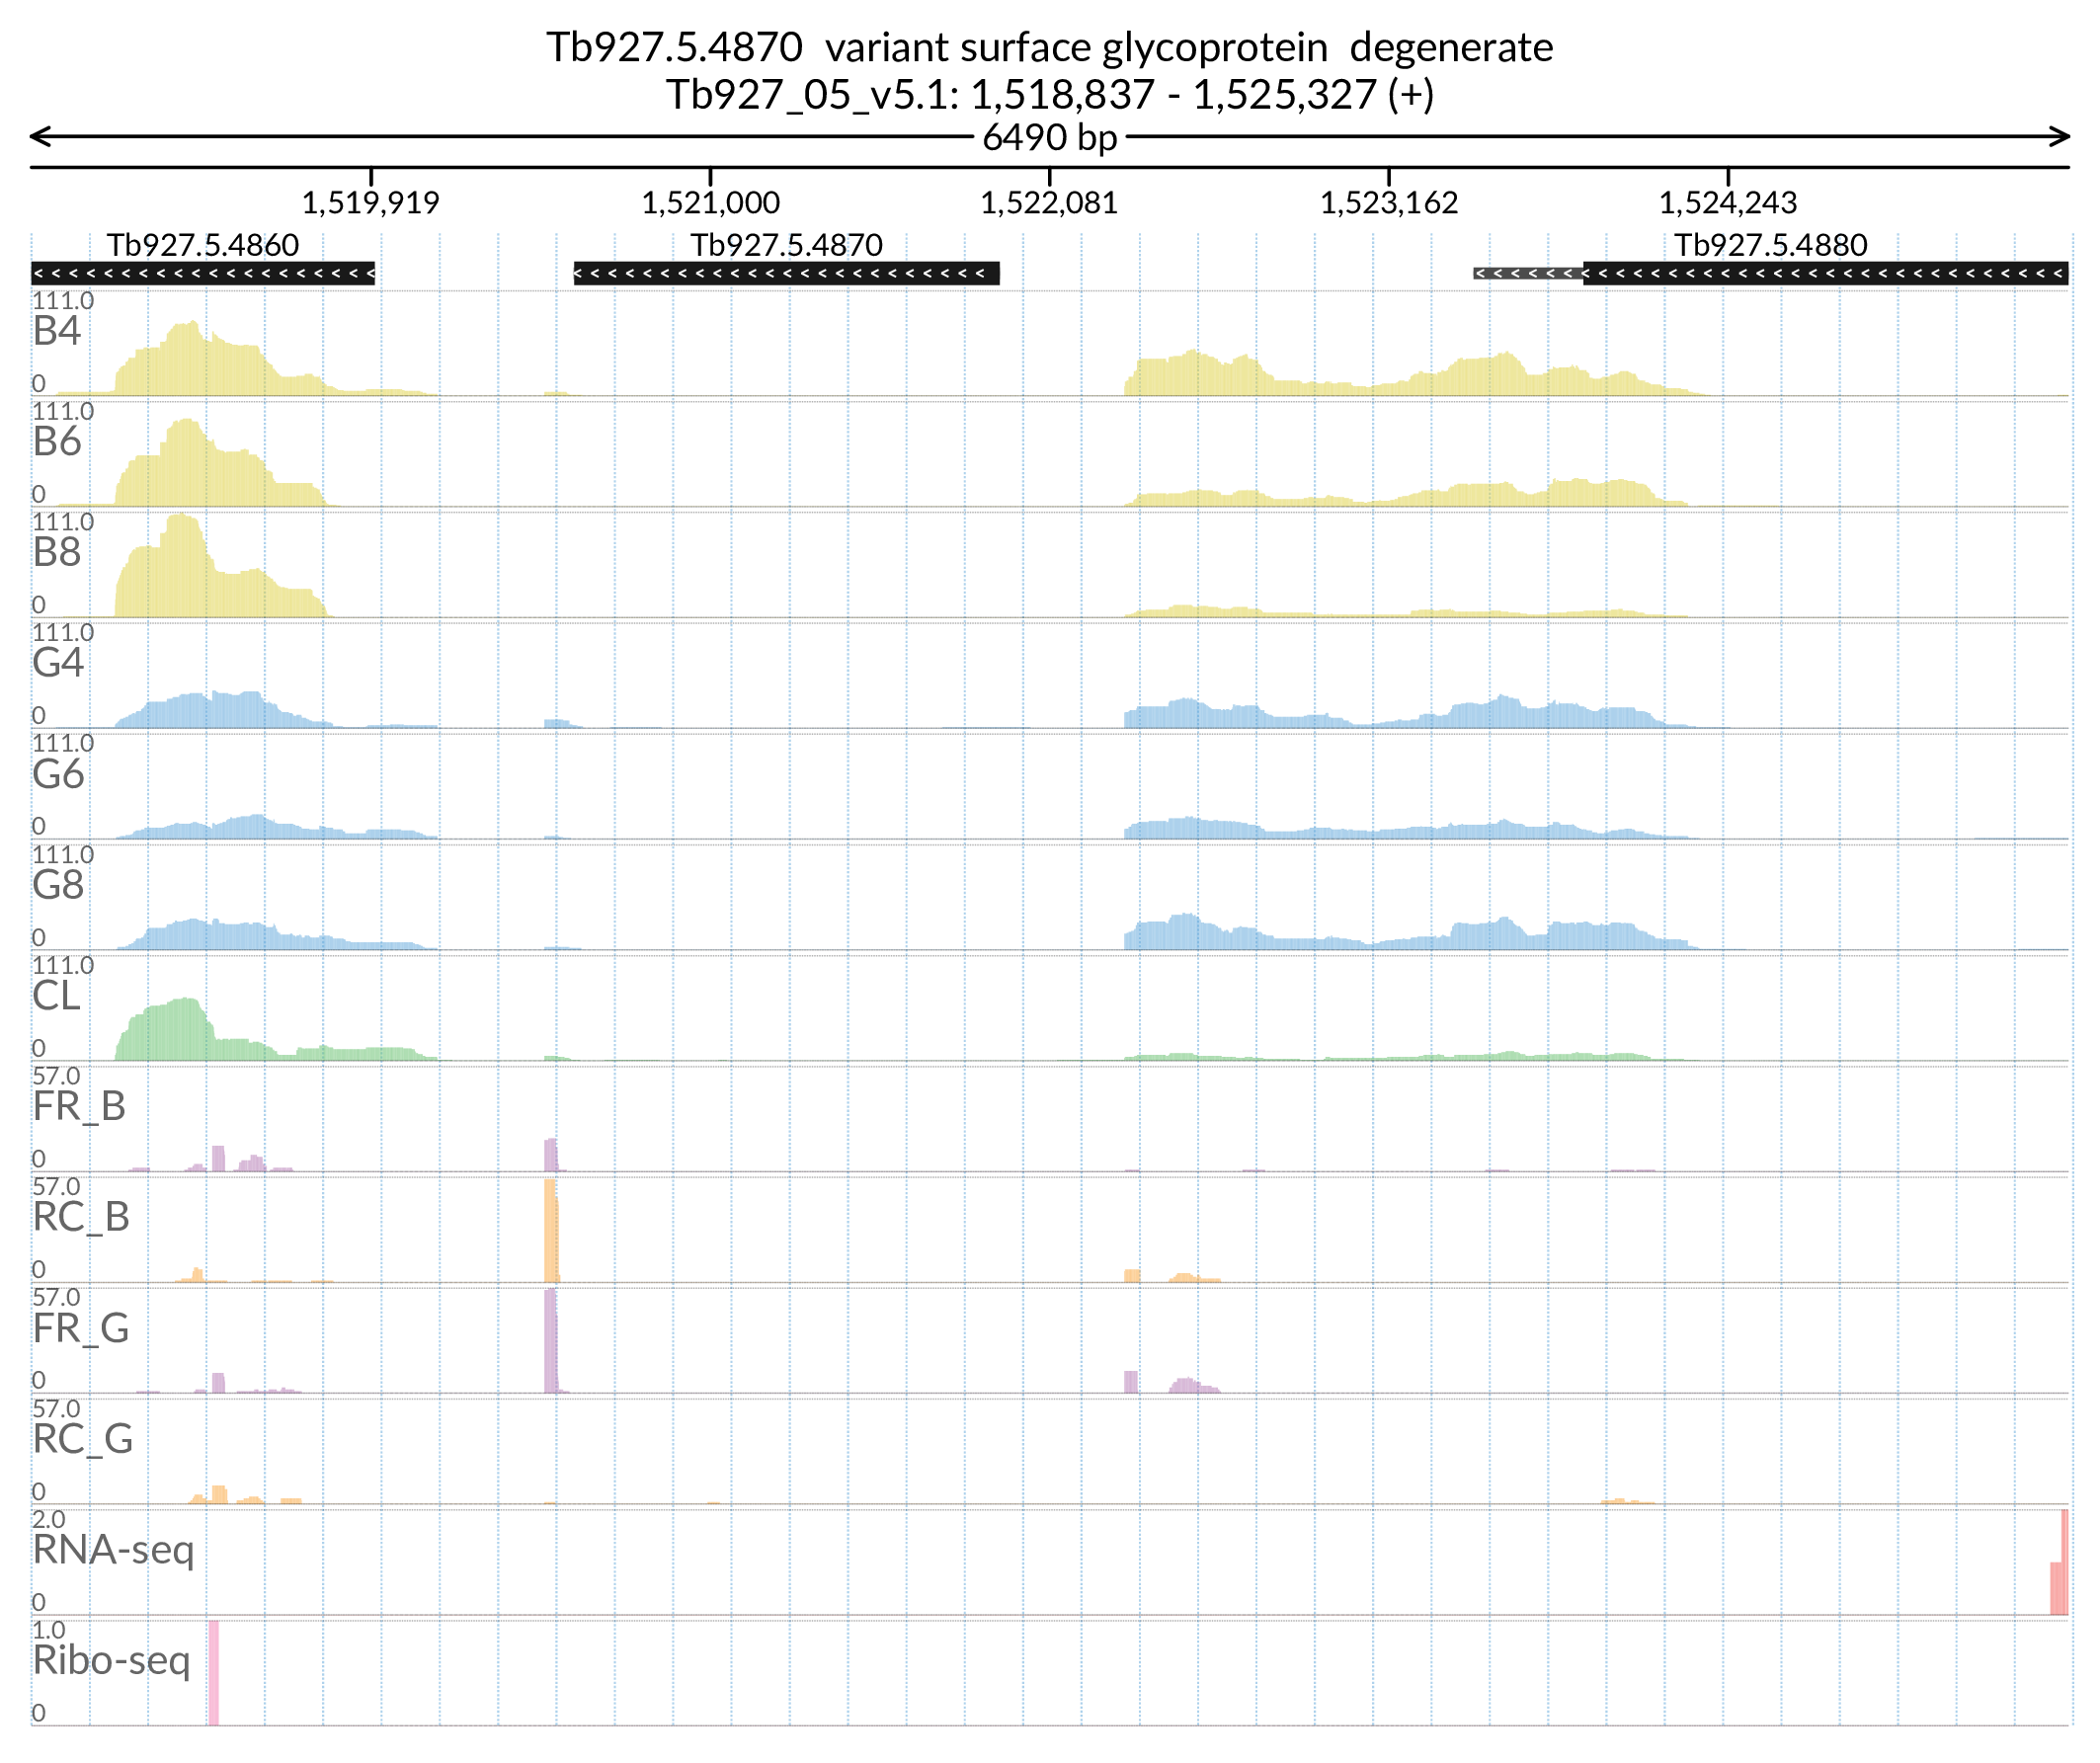 Tb927.5.4870  variant surface glycoprotein  degenerate
Tb927_05_v5.1: 1,518,837 - 1,525,327 (+)
6490 bp
1,519,919 1,521,000 1,522,081 1,523,162 1,524,243
Tb927.5.4860 Tb927.5.4870 Tb927.5.4880
111.0
B4
0
111.0
B6
0
111.0
B8
0
111.0
G4
0
111.0
G6
0
111.0
G8
0
111.0
CL
0
57.0
FR_B
0
57.0
RC_B
0
57.0
FR_G
0
57.0
RC_G
0
2.0
RNA-seq
0
1.0
Ribo-seq
0